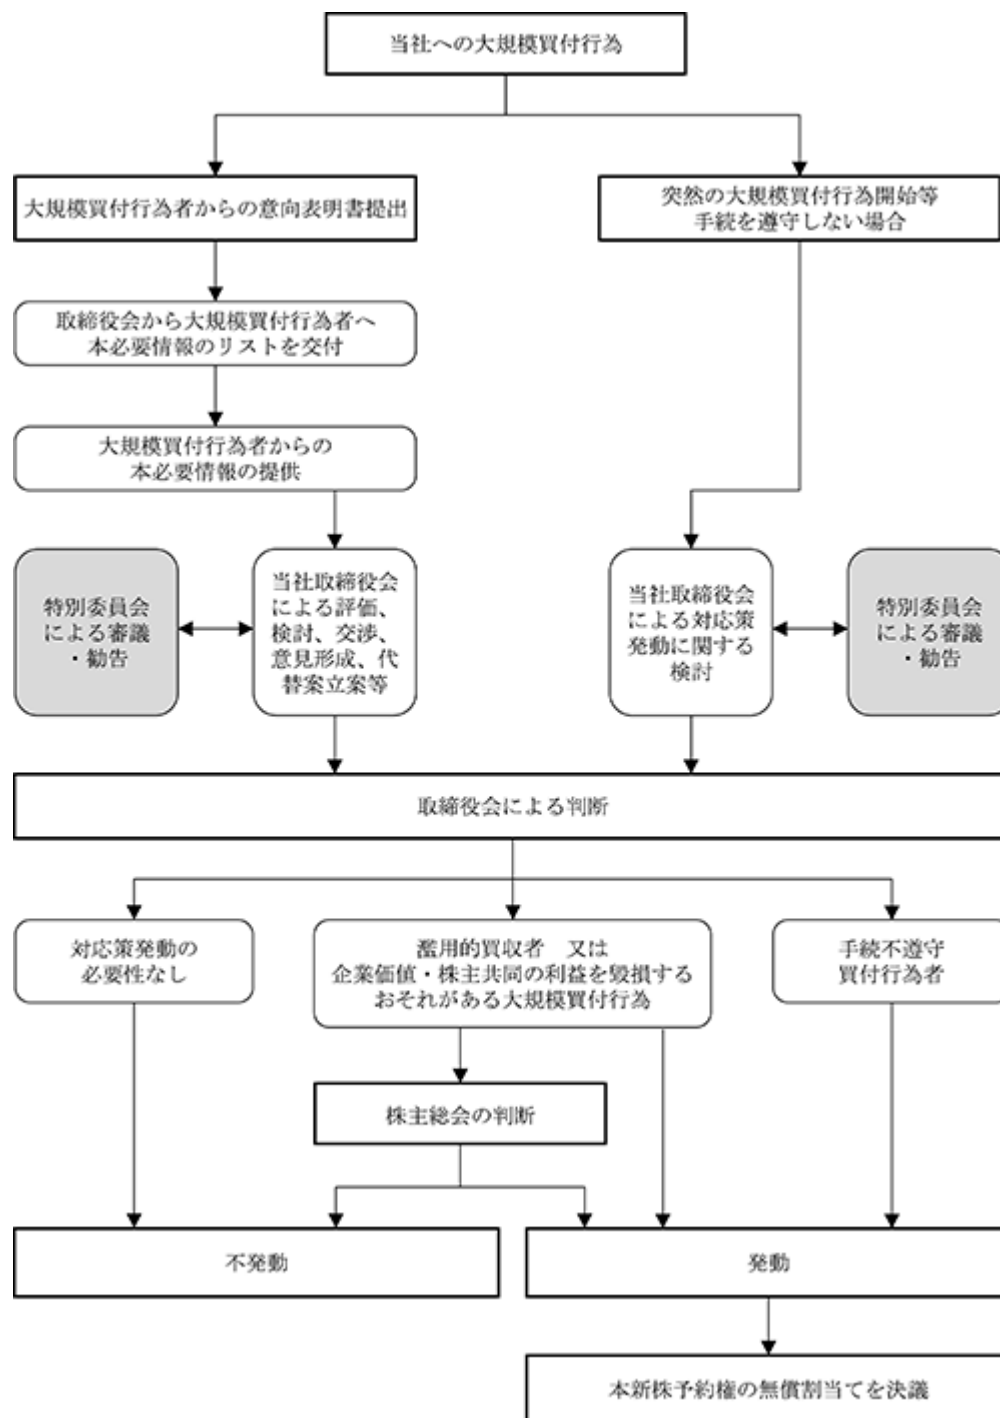 当社への大規模買付行為
大規模買付行為者からの意向表明書提出
突然の大規模買付行為開始等
手続を遵守しない場合
取締役会から大規模買付行為者へ
本必要情報のリストを交付
大規模買付行為者からの
本必要情報の提供
特別委員会
による審議
・勧告
当社取締役会
による評価、
検討、交渉、
意見形成、代
替案立案等
当社取締役会
による対応策
発動に関する
検討
特別委員会
による審議
・勧告
取締役会による判断
対応策発動の
必要性なし
濫用的買収者　又は
企業価値・株主共同の利益を毀損する
おそれがある大規模買付行為
手続不遵守
買付行為者
株主総会の判断
不発動
発動
本新株予約権の無償割当てを決議